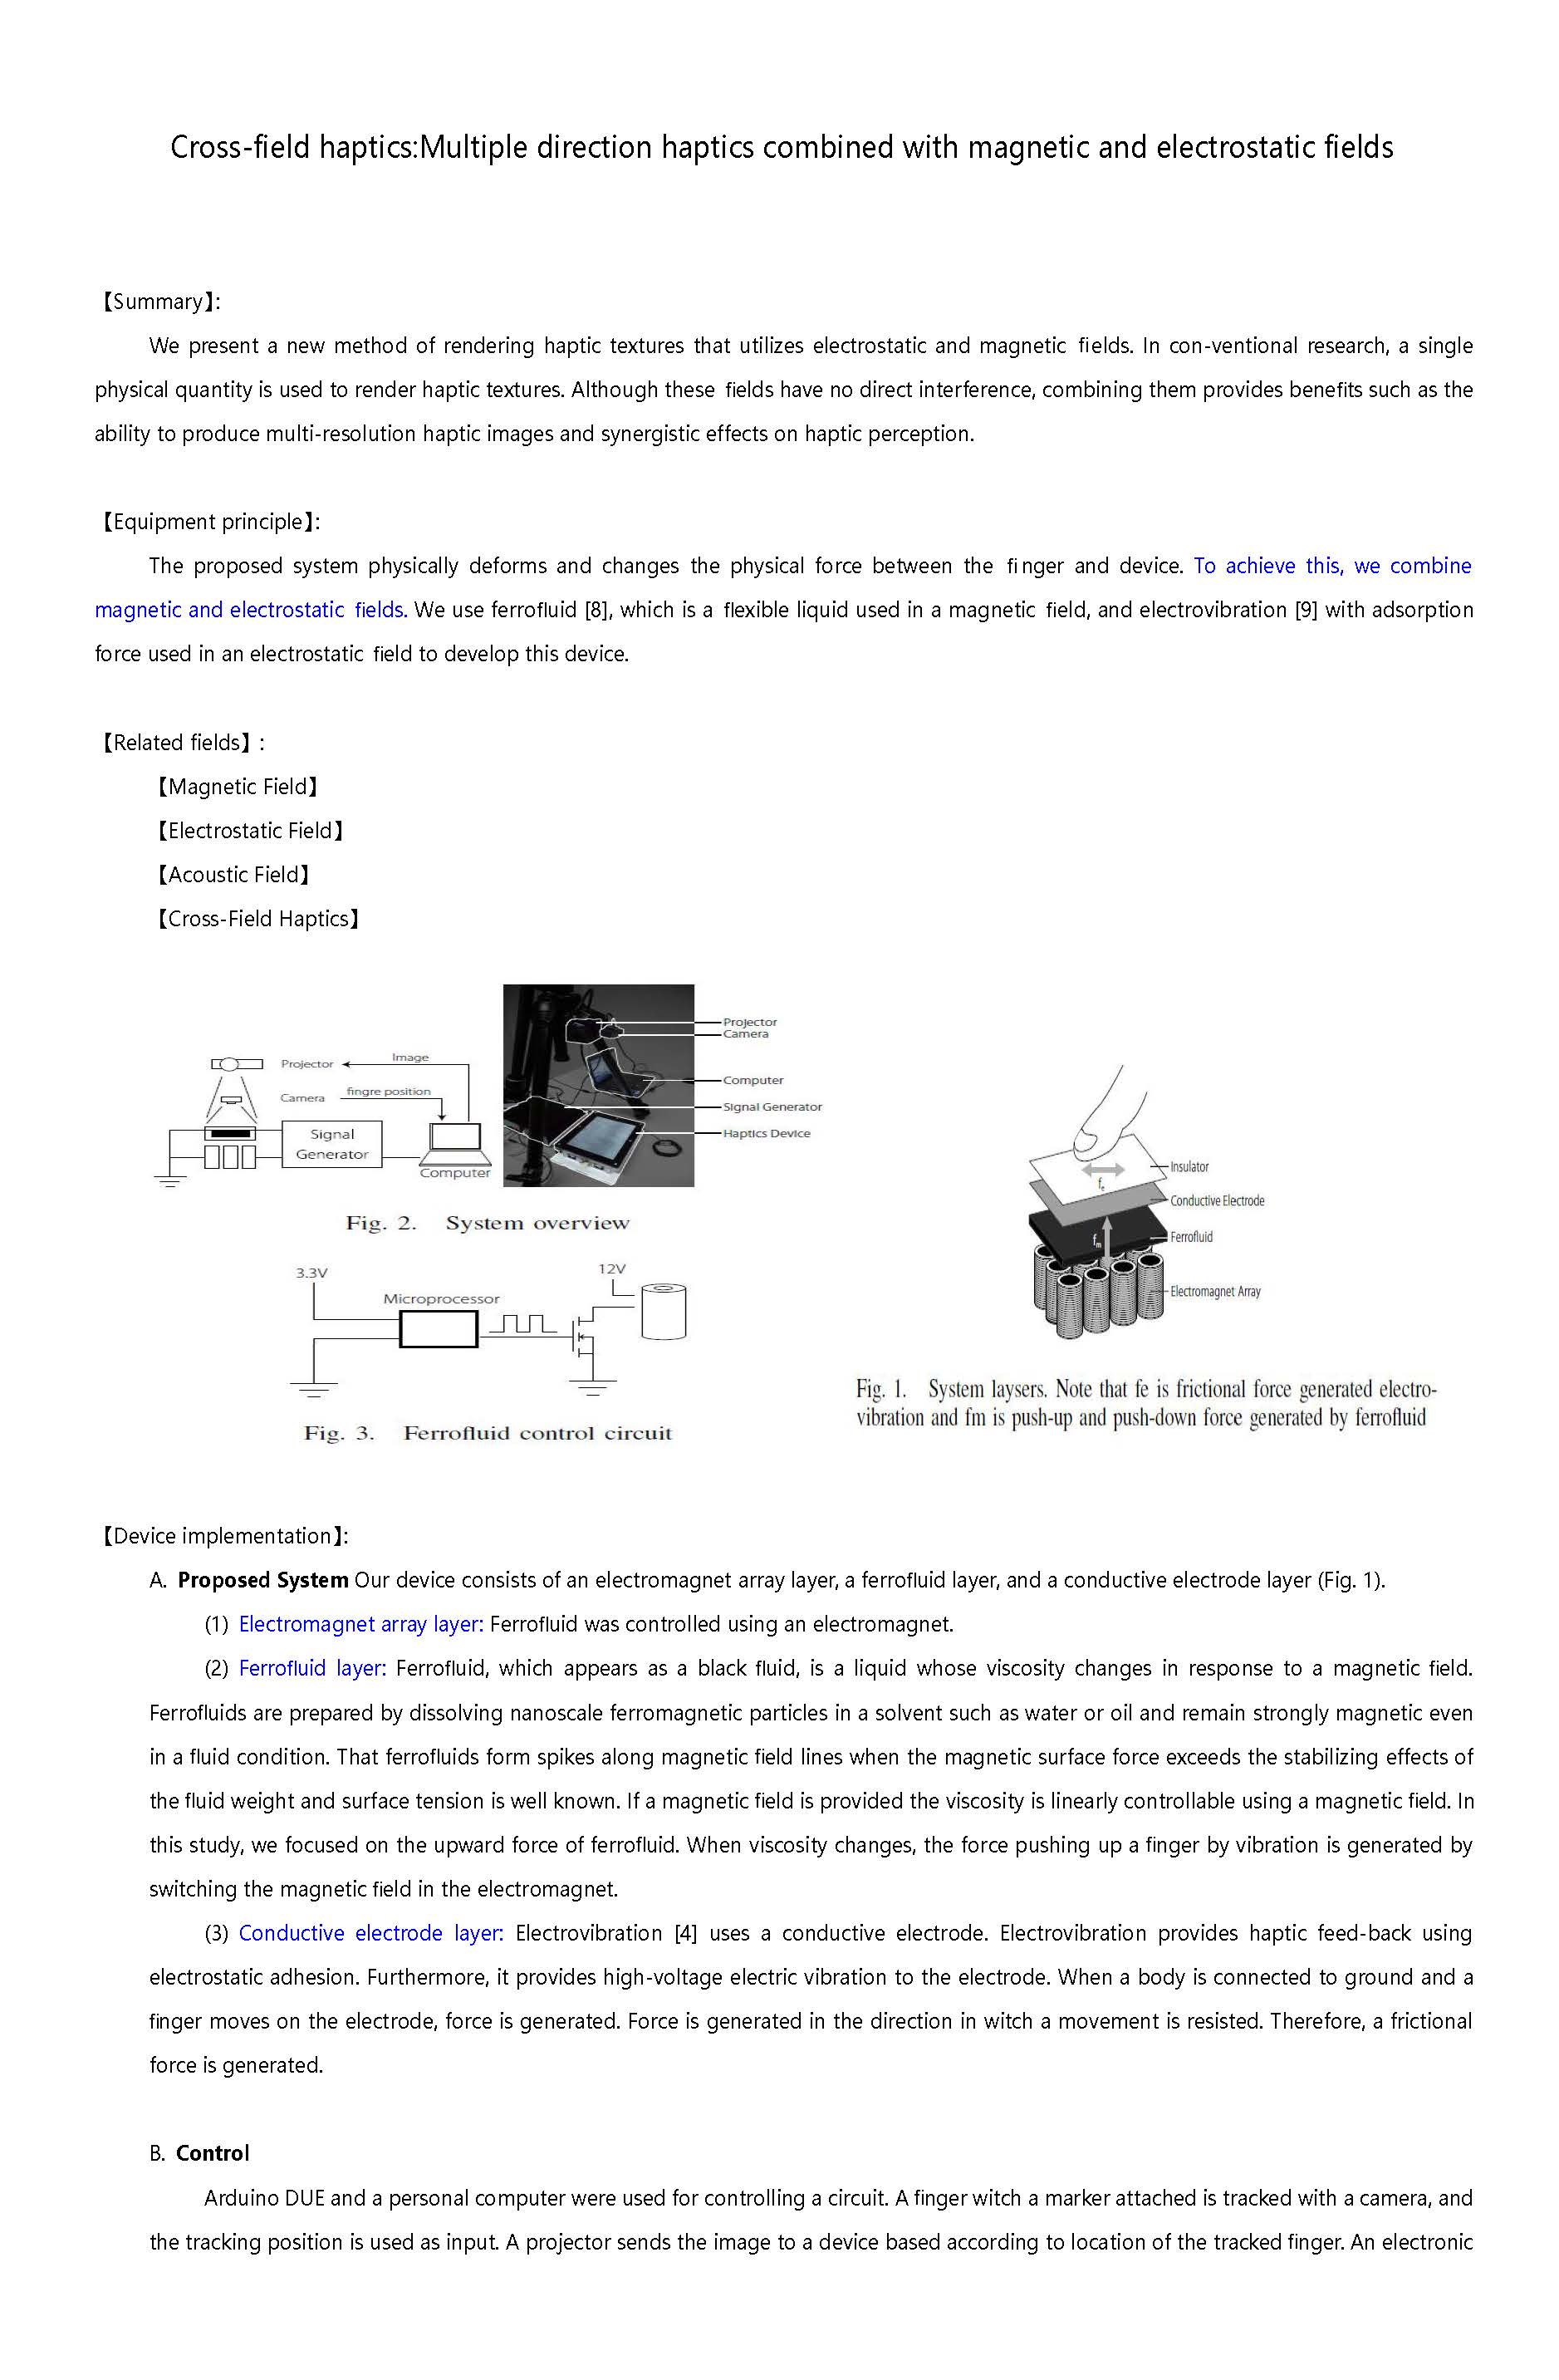 Cross-field haptics:Multiple direction haptics combined with magnetic and electrostatic fields
【Summary】:
We present a new method of rendering haptic textures that utilizes electrostatic and magnetic fields. In con-ventional research, a single
physical quantity is used to render haptic textures. Although these fields have no direct interference, combining them provides benefits such as the
ability to produce multi-resolution haptic images and synergistic effects on haptic perception.
【Equipment principle】:
The proposed system physically deforms and changes the physical force between the finger and device. To achieve this, we combine
magnetic and electrostatic fields. We use ferrofluid [8], which is a flexible liquid used in a magnetic field, and electrovibration [9] with adsorption
force used in an electrostatic field to develop this device.
【Related fields】:
【Magnetic Field】
【Electrostatic Field】
【Acoustic Field】
【Cross-Field Haptics】
Projector
Image
Camera
fingre position
Signal
Generator
Computer
Projector
Camera
Computer
Signal Generator
Haptics Device
Fig. 2. System overview
3.3V
Microprocessor
12V
Fig. 3. Ferrofluid control circuit
fe
fm
Insulator
Conductive Electrode
Ferrofluid
Electromagnet Array
Fig. 1. System laysers. Note that fe is frictional force generated electro-
vibration and fm is push-up and push-down force generated by ferrofluid
【Device implementation】:
A. Proposed System Our device consists of an electromagnet array layer, a ferrofluid layer, and a conductive electrode layer (Fig. 1).
(1) Electromagnet array layer: Ferrofluid was controlled using an electromagnet.
(2) Ferrofluid layer: Ferrofluid, which appears as a black fluid, is a liquid whose viscosity changes in response to a magnetic field.
Ferrofluids are prepared by dissolving nanoscale ferromagnetic particles in a solvent such as water or oil and remain strongly magnetic even
in a fluid condition. That ferrofluids form spikes along magnetic field lines when the magnetic surface force exceeds the stabilizing effects of
the fluid weight and surface tension is well known. If a magnetic field is provided the viscosity is linearly controllable using a magnetic field. In
this study, we focused on the upward force of ferrofluid. When viscosity changes, the force pushing up a finger by vibration is generated by
switching the magnetic field in the electromagnet.
(3) Conductive electrode layer: Electrovibration [4] uses a conductive electrode. Electrovibration provides haptic feed-back using
electrostatic adhesion. Furthermore, it provides high-voltage electric vibration to the electrode. When a body is connected to ground and a
finger moves on the electrode, force is generated. Force is generated in the direction in witch a movement is resisted. Therefore, a frictional
force is generated.
B. Control
Arduino DUE and a personal computer were used for controlling a circuit. A finger witch a marker attached is tracked with a camera, and
the tracking position is used as input. A projector sends the image to a device based according to location of the tracked finger. An electronic